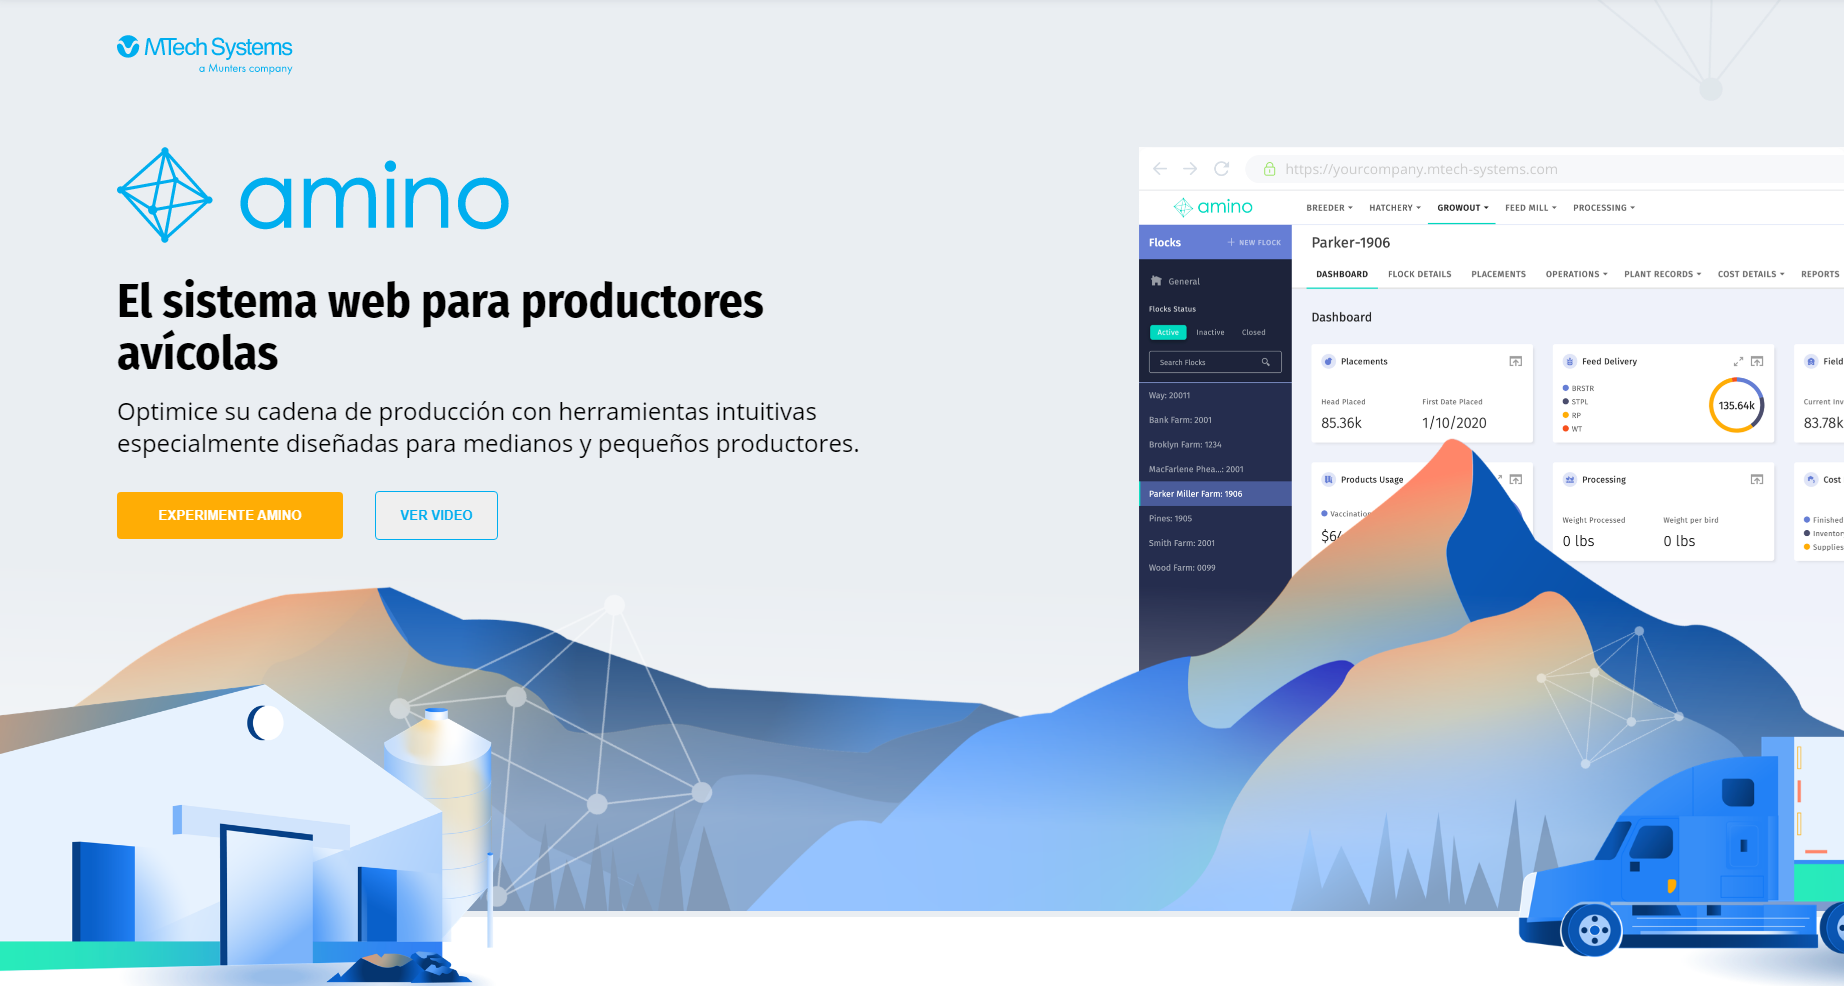 MTech Systems
a Munters company
amino
El sistema web para productores
avícolas
Optimice su cadena de producción con herramientas intuitivas
especialmente diseñadas para medianos y pequeños productores.
EXPERIMENTE AMINO
VER VIDEO
https://yourcompany.mtech-systems.com
amino
BREEDER
HATCHERY
GROWOUT
FEED MILL
PROCESSING
Flocks
+ NEW FLOCK
General
Flocks Status
Active
Inactive
Closed
Search Flocks
Way: 20011
Bank Farm: 2001
Broklyn Farm: 1234
MacFarlene Phea...: 2001
Parker Miller Farm: 1906
Pines: 1905
Smith Farm: 2001
Wood Farm: 0099
Parker-1906
DASHBOARD
FLOCK DETAILS
PLACEMENTS
OPERATIONS
PLANT RECORDS
COST DETAILS
REPORTS
Dashboard
Placements
Head Placed
First Date Placed
85.36k
1/10/2020
Feed Delivery
BRSTR
STPL
RP
WT
135.64k
Field
Current Inv
83.78k
Products Usage
Vaccination
$64
Processing
Weight Processed
Weight per bird
0 lbs
0 lbs
Cost
Finished
Inventor
Supplies